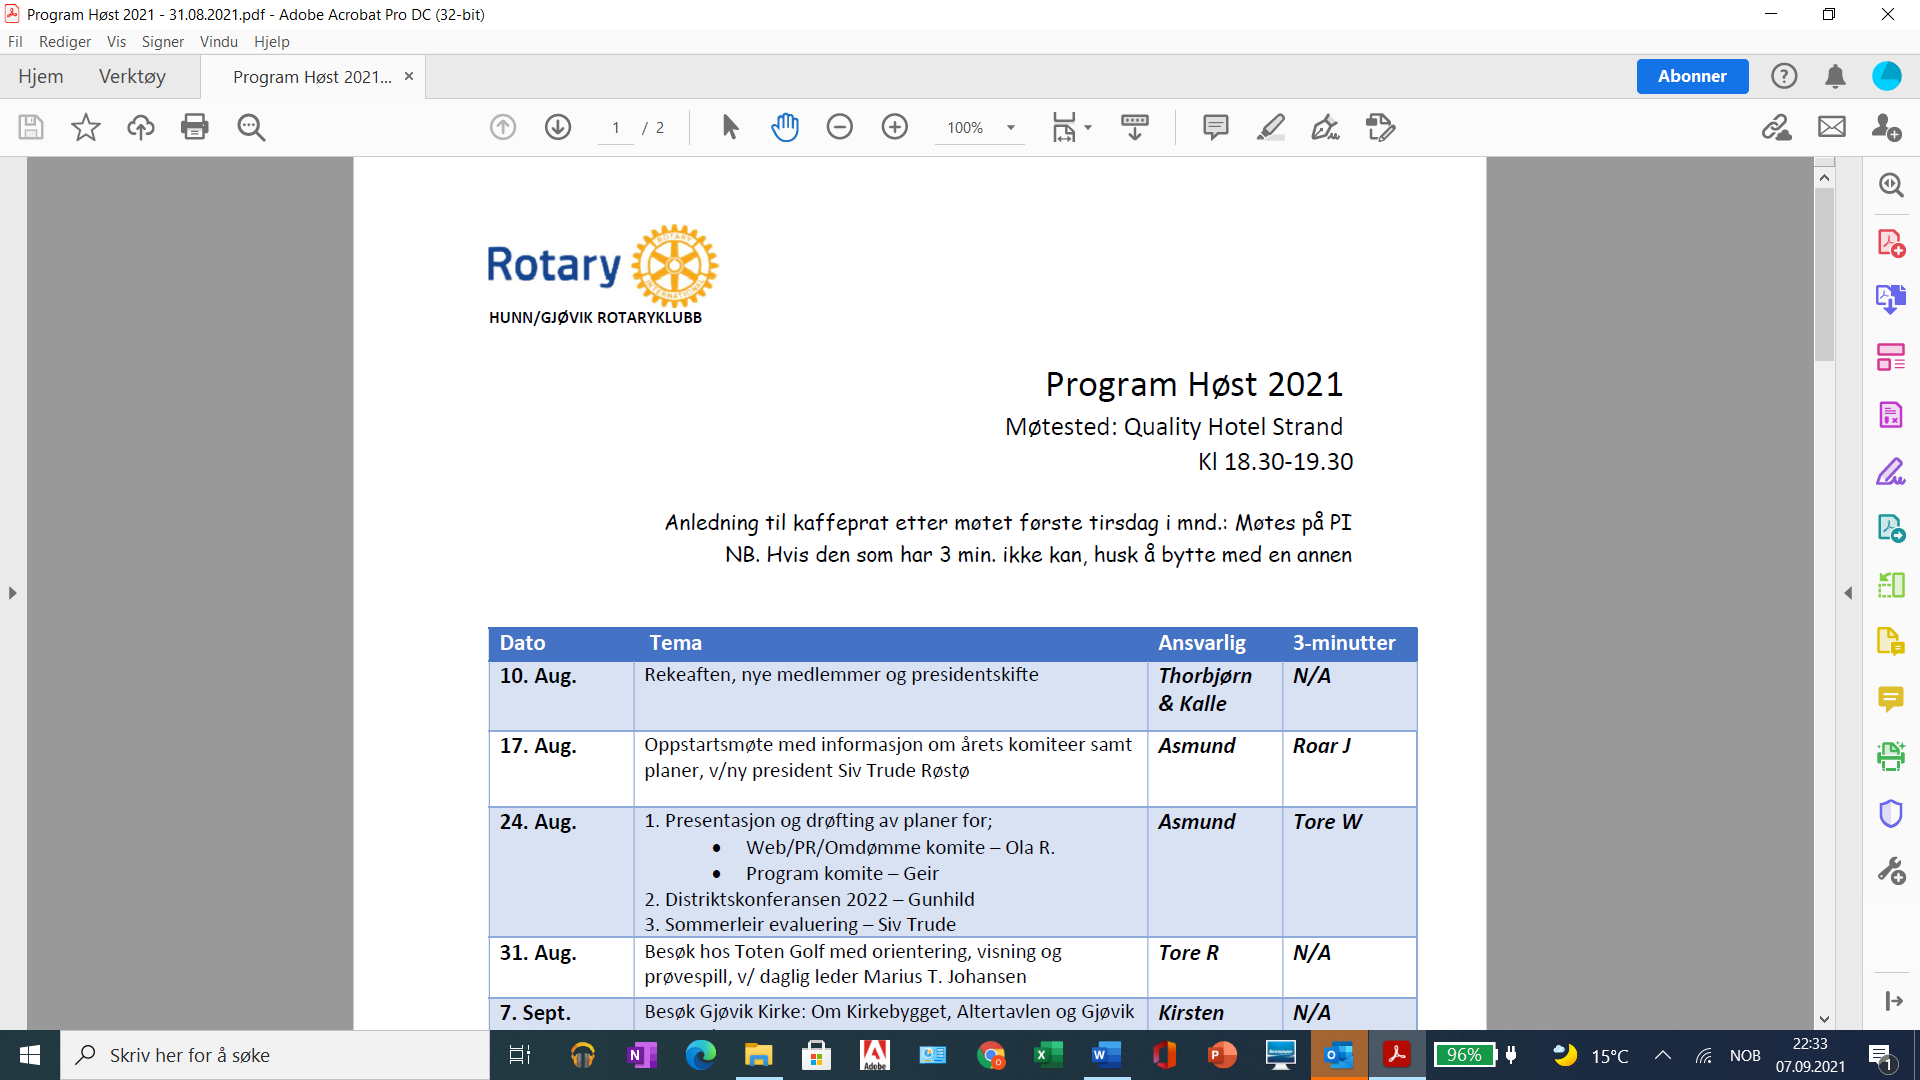 Program Høst 2021 - 31.08.2021.pdf - Adobe Acrobat Pro DC (32-bit)
Fil Rediger Vis Signer Vindu Hjelp
Hjem Verktøy Program Høst 2021... × Abonner
1 / 2 100%
Rotary
ROTARY
INTERNATIONAL
HUNN/GJØVIK ROTARYKLUBB
Program Høst 2021
Møtested: Quality Hotel Strand
Kl 18.30-19.30
Anledning til kaffeprat etter møtet første tirsdag i mnd.: Møtes på PI
NB. Hvis den som har 3 min. ikke kan, husk å bytte med en annen
Dato Tema Ansvarlig 3-minutter
10. Aug. Rekeaften, nye medlemmer og presidentskifte Thorbjørn N/A
& Kalle
17. Aug. Oppstartsmøte med informasjon om årets komiteer samt Asmund Roar J
planer, v/ny president Siv Trude Røstø
24. Aug. 1. Presentasjon og drøfting av planer for; Asmund Tore W
• Web/PR/Omdømme komite – Ola R.
• Program komite – Geir
2. Distriktskonferansen 2022 – Gunhild
3. Sommerleir evaluering – Siv Trude
31. Aug. Besøk hos Toten Golf med orientering, visning og Tore R N/A
prøvespill, v/ daglig leder Marius T. Johansen
7. Sept. Besøk Gjøvik Kirke: Om Kirkebygget, Altertavlen og Gjøvik Kirsten N/A
Skriv her for å søke 96% 15°C NOB 22:33
07.09.2021 1